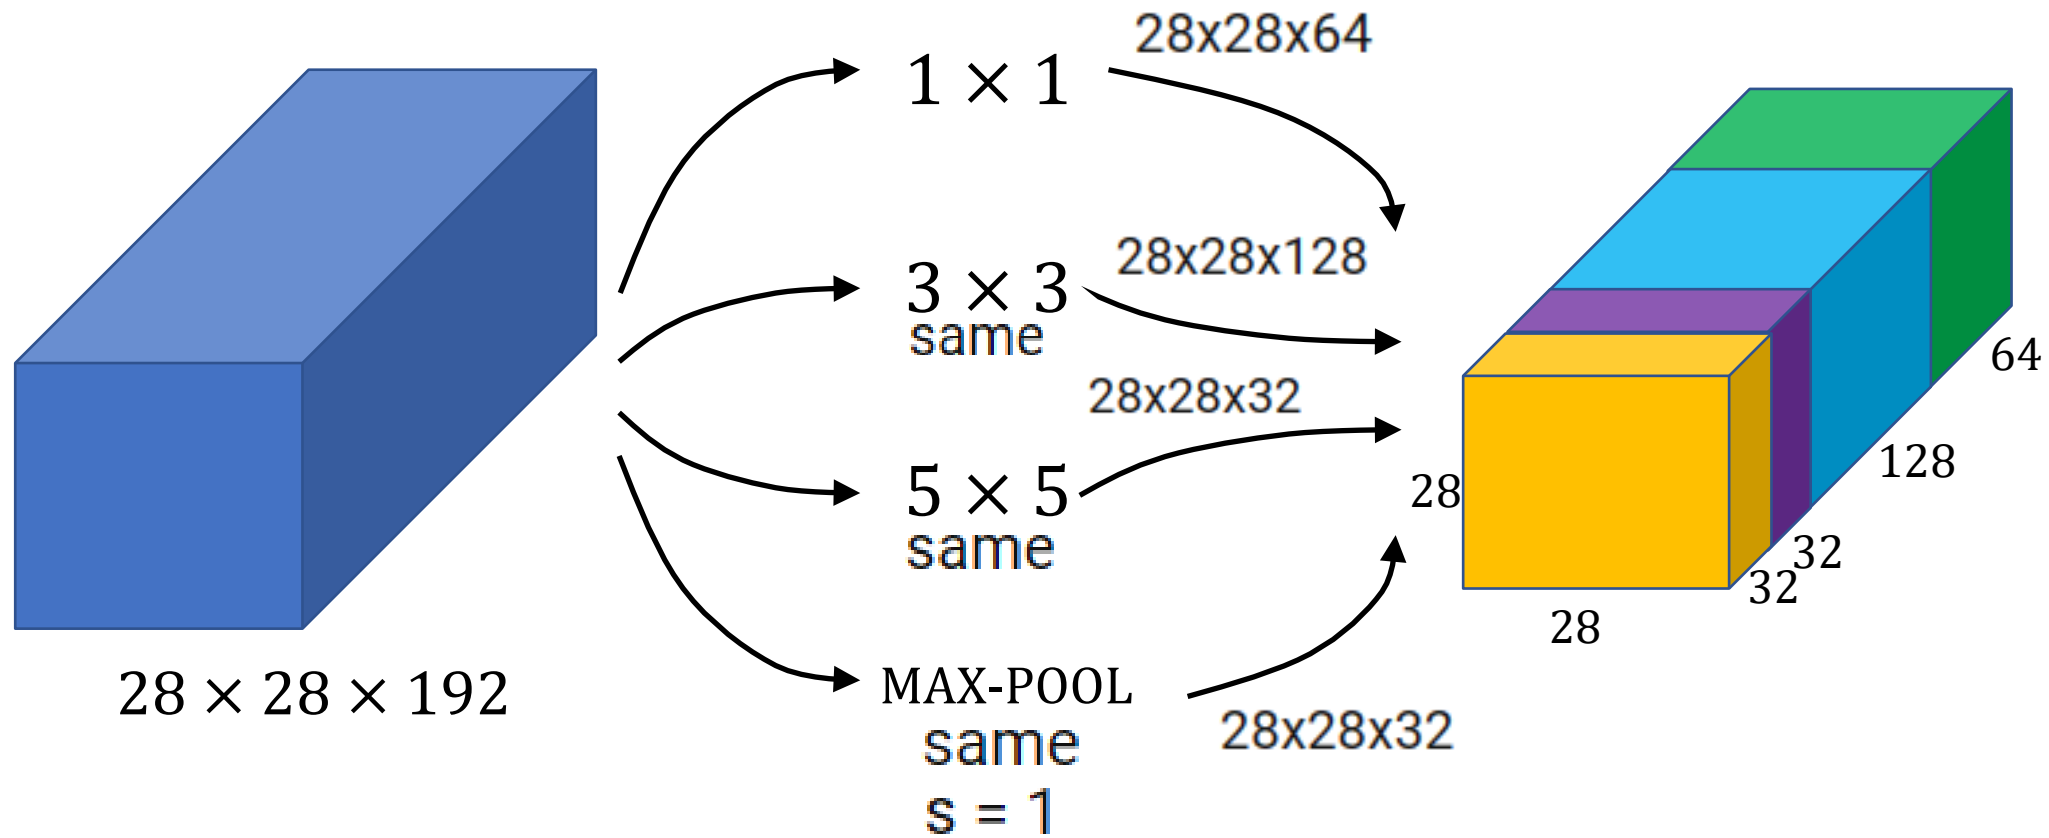 28x28x64
1 × 1
28x28x128
3 × 3
same
28x28x32
5 × 5
same
MAX-POOL
same
s = 1
28x28x32
28 × 28 × 192
64
128
32
32
28
28